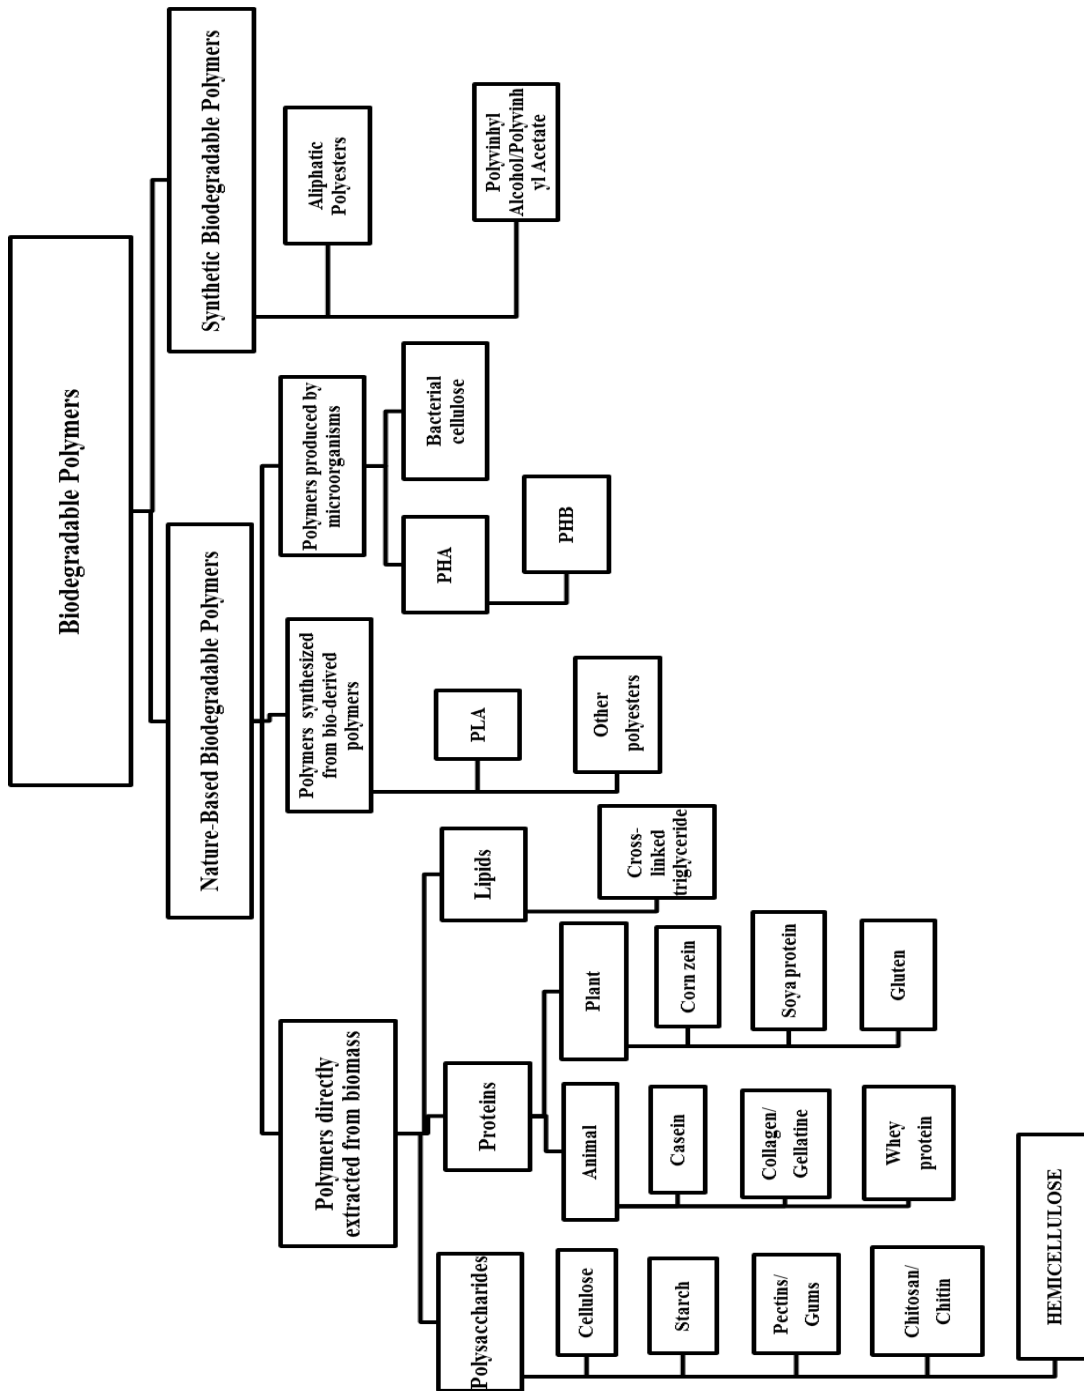 Biodegradable Polymers
Nature-Based Biodegradable Polymers
Synthetic Biodegradable Polymers
Polymers directly
extracted from biomass
Polymers synthesized
from bio-derived
polymers
Polymers produced by
microorganisms
Aliphatic
Polyesters
Polyvinhyl
Alcohol/Polyvinh
yl Acetate
Polysaccharides
Proteins
Lipids
PLA
Other
polyesters
PHA
Bacterial
cellulose
PHB
Cross-
linked
triglyceride
Animal
Plant
Cellulose
Starch
Pectins/
Gums
Chitosan/
Chitin
HEMICELLULOSE
Casein
Collagen/
Gellatine
Whey
protein
Corn zein
Soya protein
Gluten